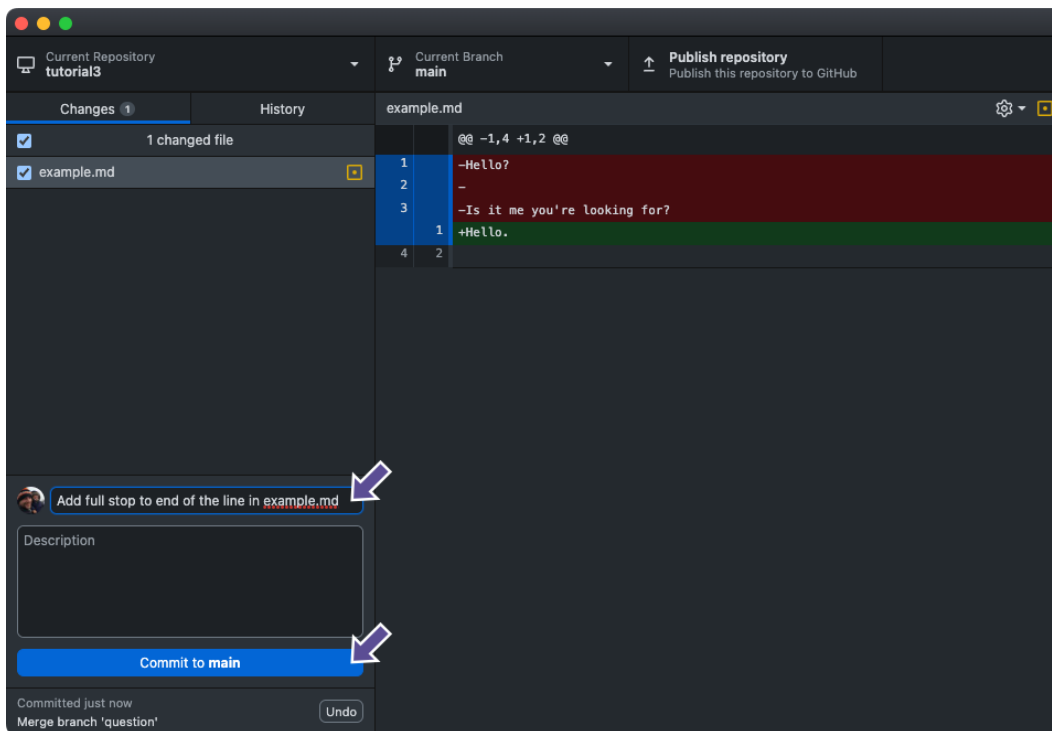 Current Repository
tutorial3
Current Branch
main
Publish repository
Publish this repository to GitHub
Changes 1
History
1 changed file
example.md
example.md
@@ -1,4 +1,2 @@
1 -Hello?
2 -
3 -Is it me you're looking for?
1 +Hello.
4 2
Add full stop to end of the line in example.md
Description
Commit to main
Committed just now
Merge branch 'question'
Undo